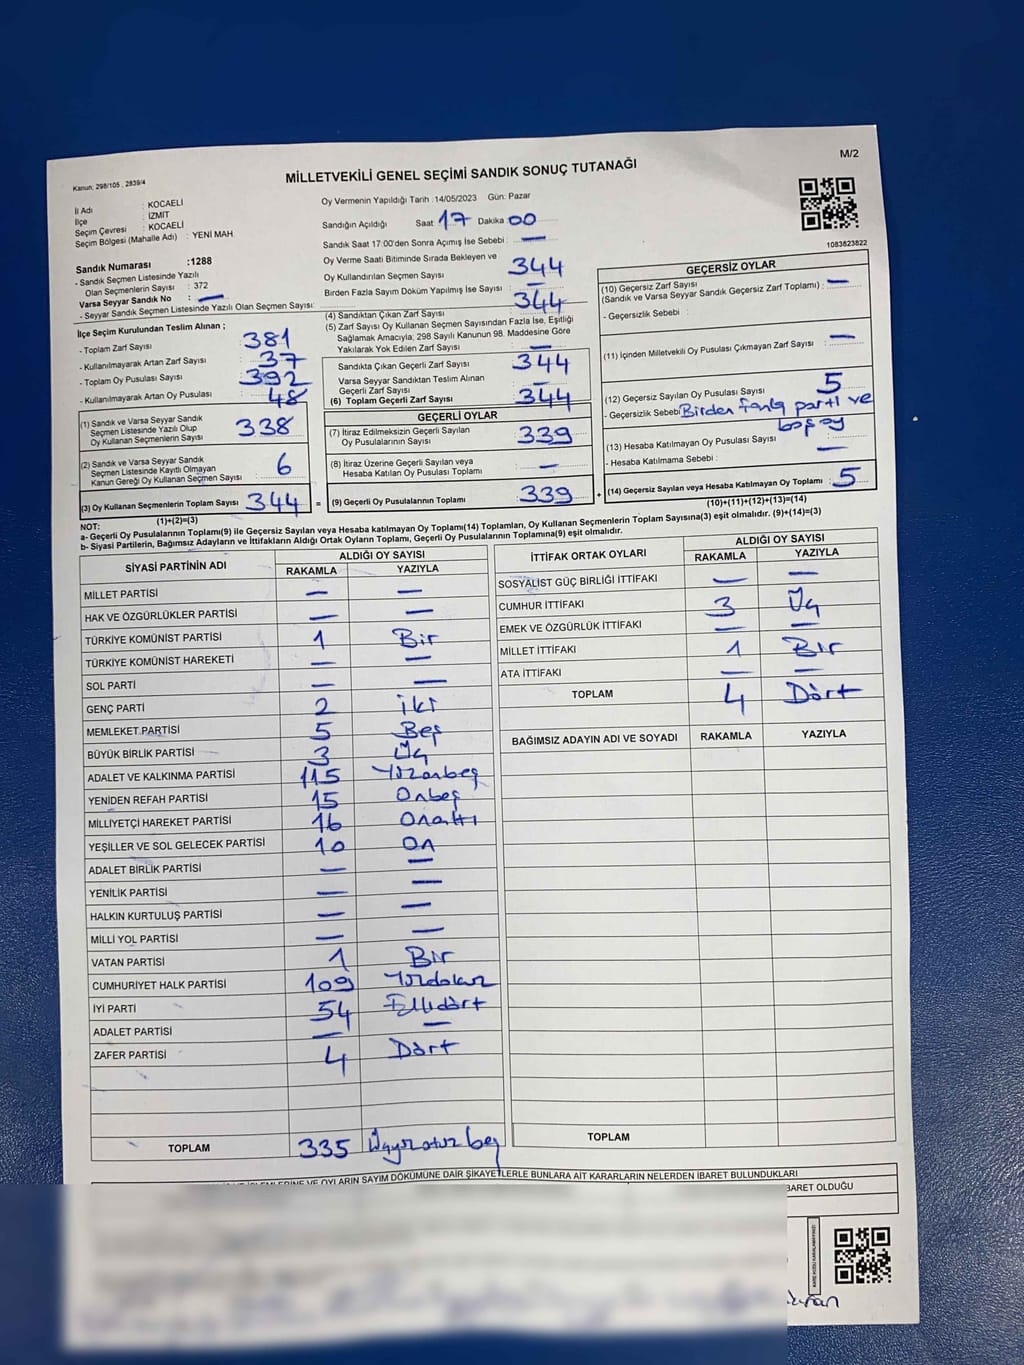 M/2
Kanun; 298/105 , 2839/4
MİLLETVEKİLİ GENEL SEÇİMİ SANDIK SONUÇ TUTANAĞI
İl Adı : KOCAELİ
İlçe : İZMİT
Seçim Çevresi : KOCAELİ
Seçim Bölgesi (Mahalle Adı) : YENİ MAH.
Sandık Numarası :1288
- Sandık Seçmen Listesinde Yazılı
Olan Seçmenlerin Sayısı : 372
Varsa Seyyar Sandık No : —
- Seyyar Sandık Seçmen Listesinde Yazılı Olan Seçmen Sayısı:
Oy Vermenin Yapıldığı Tarih :14/05/2023 Gün: Pazar
Sandığın Açıldığı Saat 17 Dakika 00
Sandık Saat 17:00'den Sonra Açımış İse Sebebi : —
Oy Verme Saati Bitiminde Sırada Bekleyen ve
Oy Kullandırılan Seçmen Sayısı 344
Birden Fazla Sayım Döküm Yapılmış İse Sayısı : —
1083823822
İlçe Seçim Kurulundan Teslim Alınan ;
- Toplam Zarf Sayısı 381
- Kullanılmayarak Artan Zarf Sayısı 37
- Toplam Oy Pusulası Sayısı 392
- Kullanılmayarak Artan Oy Pusulası 48
(1) Sandık ve Varsa Seyyar Sandık
Seçmen Listesinde Yazılı Olup
Oy Kullanan Seçmenlerin Sayısı 338
(2) Sandık ve Varsa Seyyar Sandık
Seçmen Listesinde Kayıtlı Olmayan
Kanun Gereği Oy Kullanan Seçmen Sayısı 6
(3) Oy Kullanan Seçmenlerin Toplam Sayısı 344 =
(1)+(2)=(3)
(4) Sandıktan Çıkan Zarf Sayısı 344
(5) Zarf Sayısı Oy Kullanan Seçmen Sayısından Fazla İse, Eşitliği
Sağlamak Amacıyla; 298 Sayılı Kanunun 98. Maddesine Göre
Yakılarak Yok Edilen Zarf Sayısı —
Sandıkta Çıkan Geçerli Zarf Sayısı 344
Varsa Seyyar Sandıktan Teslim Alınan
Geçerli Zarf Sayısı —
(6) Toplam Geçerli Zarf Sayısı 344
GEÇERLİ OYLAR
(7) İtiraz Edilmeksizin Geçerli Sayılan
Oy Pusulalarının Sayısı 339
(8) İtiraz Üzerine Geçerli Sayılan veya
Hesaba Katılan Oy Pusulası Toplamı —
(9) Geçerli Oy Pusulalarının Toplamı 339 +
GEÇERSİZ OYLAR
(10) Geçersiz Zarf Sayısı
(Sandık ve Varsa Seyyar Sandık Geçersiz Zarf Toplamı) : —
- Geçersizlik Sebebi :
(11) İçinden Milletvekili Oy Pusulası Çıkmayan Zarf Sayısı —
(12) Geçersiz Sayılan Oy Pusulası Sayısı 5
- Geçersizlik Sebebi Birden fazla parti ve
boş oy
(13) Hesaba Katılmayan Oy Pusulası Sayısı —
- Hesaba Katılmama Sebebi :
(14) Geçersiz Sayılan veya Hesaba Katılmayan Oy Toplamı : 5
(10)+(11)+(12)+(13)=(14)
NOT:
a- Geçerli Oy Pusulalarının Toplamı(9) ile Geçersiz Sayılan veya Hesaba katılmayan Oy Toplamı(14) Toplamları, Oy Kullanan Seçmenlerin Toplam Sayısına(3) eşit olmalıdır. (9)+(14)=(3)
b- Siyasi Partilerin, Bağımsız Adayların ve İttifakların Aldığı Ortak Oyların Toplamı, Geçerli Oy Pusulalarının Toplamına(9) eşit olmalıdır.
SİYASİ PARTİNİN ADI ALDIĞI OY SAYISI
RAKAMLA YAZIYLA
MİLLET PARTİSİ — —
HAK VE ÖZGÜRLÜKLER PARTİSİ — —
TÜRKİYE KOMÜNİST PARTİSİ 1 Bir
TÜRKİYE KOMÜNİST HAREKETİ — —
SOL PARTİ — —
GENÇ PARTİ 2 iki
MEMLEKET PARTİSİ 5 Beş
BÜYÜK BİRLİK PARTİSİ 3 Üç
ADALET VE KALKINMA PARTİSİ 115 Yüzonbeş
YENİDEN REFAH PARTİSİ 15 Onbeş
MİLLİYETÇİ HAREKET PARTİSİ 16 Onaltı
YEŞİLLER VE SOL GELECEK PARTİSİ 10 On
ADALET BİRLİK PARTİSİ — —
YENİLİK PARTİSİ — —
HALKIN KURTULUŞ PARTİSİ — —
MİLLİ YOL PARTİSİ — —
VATAN PARTİSİ 1 Bir
CUMHURİYET HALK PARTİSİ 109 Yüzdokuz
İYİ PARTİ 54 Ellidört
ADALET PARTİSİ — —
ZAFER PARTİSİ 4 Dört
TOPLAM 335 Üçyüzotuzbeş
İTTİFAK ORTAK OYLARI ALDIĞI OY SAYISI
RAKAMLA YAZIYLA
SOSYALİST GÜÇ BİRLİĞİ İTTİFAKI — —
CUMHUR İTTİFAKI 3 Üç
EMEK VE ÖZGÜRLÜK İTTİFAKI — —
MİLLET İTTİFAKI 1 Bir
ATA İTTİFAKI — —
TOPLAM 4 Dört
BAĞIMSIZ ADAYIN ADI VE SOYADI RAKAMLA YAZIYLA
TOPLAM
VE OYLARIN SAYIM DÖKÜMÜNE DAİR ŞİKAYETLERLE BUNLARA AİT KARARLARIN NELERDEN İBARET BULUNDUKLARI
BARET OLDUĞU